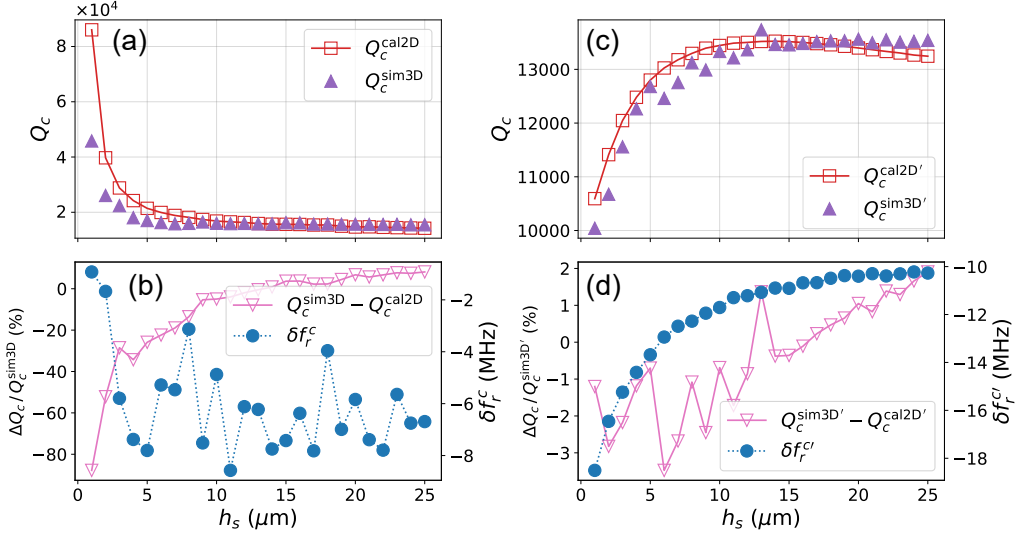 ×10⁴
(a)
Q_c^cal2D
Q_c^sim3D
8
6
4
2
Q_c
(c)
Q_c^cal2D′
Q_c^sim3D′
13000
12000
11000
10000
Q_c
(b)
Q_c^sim3D − Q_c^cal2D
δf_r^c
0
−20
−40
−60
−80
ΔQ_c / Q_c^sim3D (%)
−2
−4
−6
−8
δf_r^c (MHz)
0 5 10 15 20 25
h_s (μm)
(d)
Q_c^sim3D′ − Q_c^cal2D′
δf_r^c′
2
1
0
−1
−2
−3
ΔQ_c / Q_c^sim3D′ (%)
−10
−12
−14
−16
−18
δf_r^c′ (MHz)
0 5 10 15 20 25
h_s (μm)